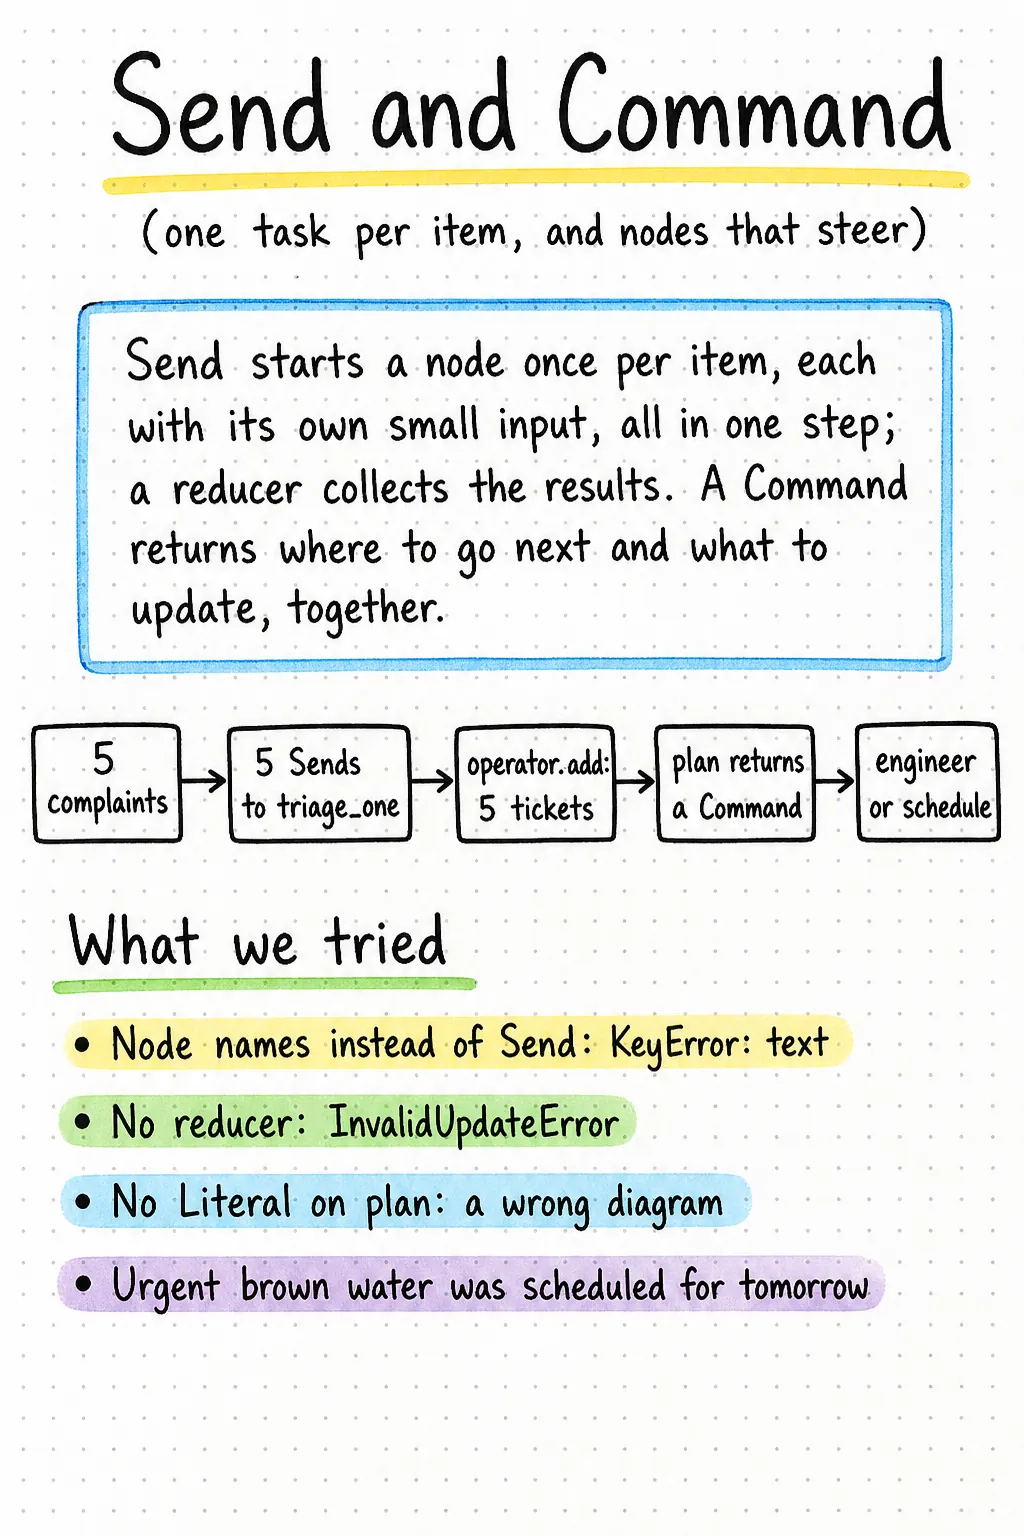 Send and Command
(one task per item, and nodes that steer)
Send starts a node once per item, each
with its own small input, all in one step;
a reducer collects the results. A Command
returns where to go next and what to
update, together.
5
complaints
5 Sends
to triage_one
operator.add:
5 tickets
plan returns
a Command
engineer
or schedule
What we tried
• Node names instead of Send: KeyError: text
• No reducer: InvalidUpdateError
• No Literal on plan: a wrong diagram
• Urgent brown water was scheduled for tomorrow